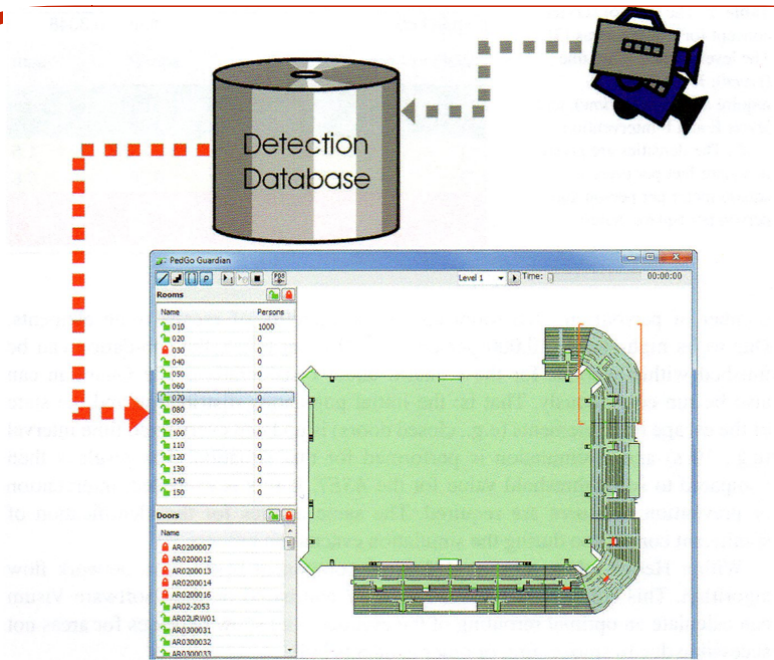 Detection
Database
PedGo Guardian
Level 1
Time:
00:00:00
Rooms
Name Persons
010 1000
020 0
030 0
040 0
050 0
060 0
070 0
080 0
090 0
100 0
110 0
120 0
130 0
140 0
150 0
Doors
Name
AR0200007
AR0200012
AR0200013
AR0200014
AR0200016
AR02-2053
AR02LRW01
AR0300031
AR0300032
AR0300033